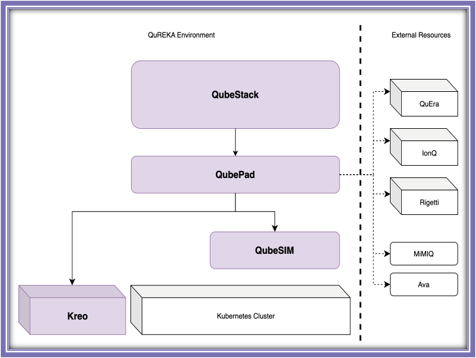 QuREKA Environment
External Resources
QubeStack
QuEra
IonQ
QubePad
Rigetti
QubeSIM
MiMIQ
Ava
Kreo
Kubernetes Cluster